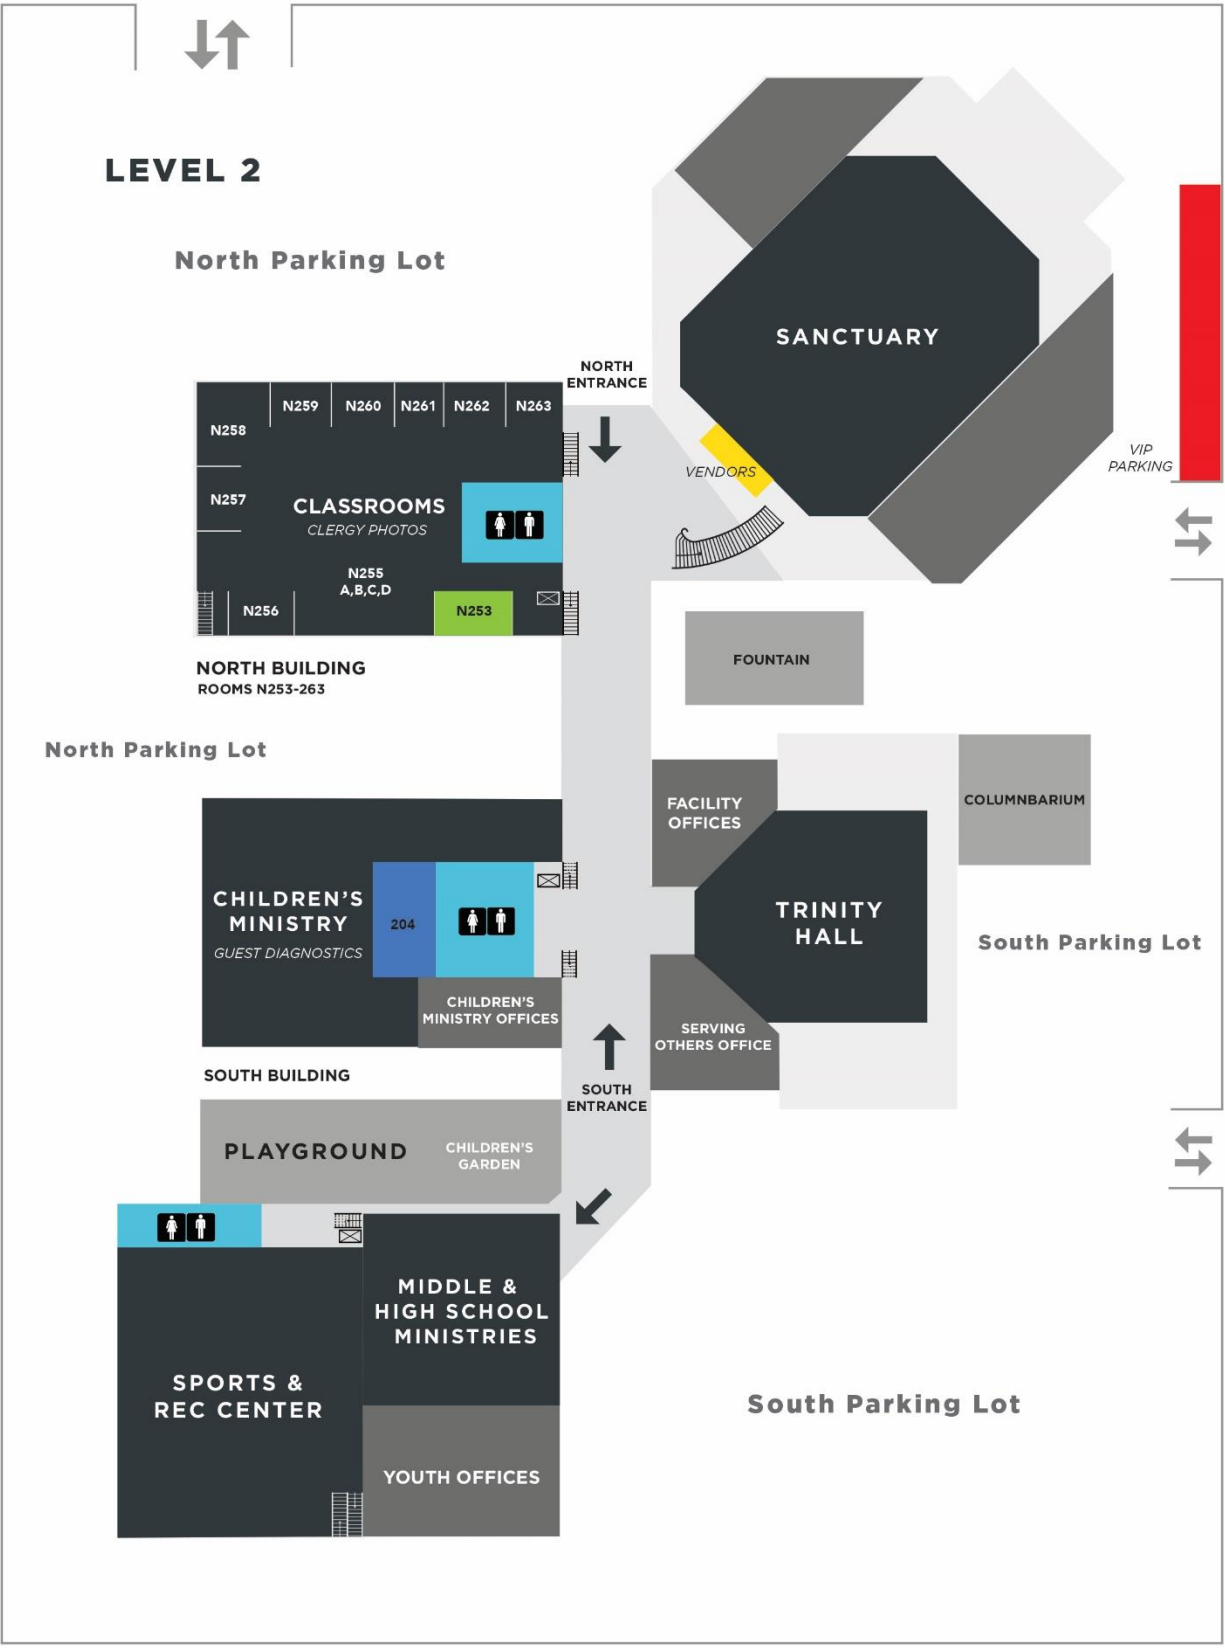 LEVEL 2
North Parking Lot
SANCTUARY
NORTH
ENTRANCE
N259
N260
N261
N262
N263
N258
VIP
PARKING
VENDORS
N257
CLASSROOMS
CLERGY PHOTOS
N255
A,B,C,D
N256
N253
NORTH BUILDING
ROOMS N253-263
FOUNTAIN
North Parking Lot
FACILITY
OFFICES
COLUMNBARIUM
CHILDREN'S
MINISTRY
GUEST DIAGNOSTICS
204
TRINITY
HALL
South Parking Lot
CHILDREN'S
MINISTRY OFFICES
SERVING
OTHERS OFFICE
SOUTH BUILDING
SOUTH
ENTRANCE
PLAYGROUND
CHILDREN'S
GARDEN
MIDDLE &
HIGH SCHOOL
MINISTRIES
SPORTS &
REC CENTER
South Parking Lot
YOUTH OFFICES